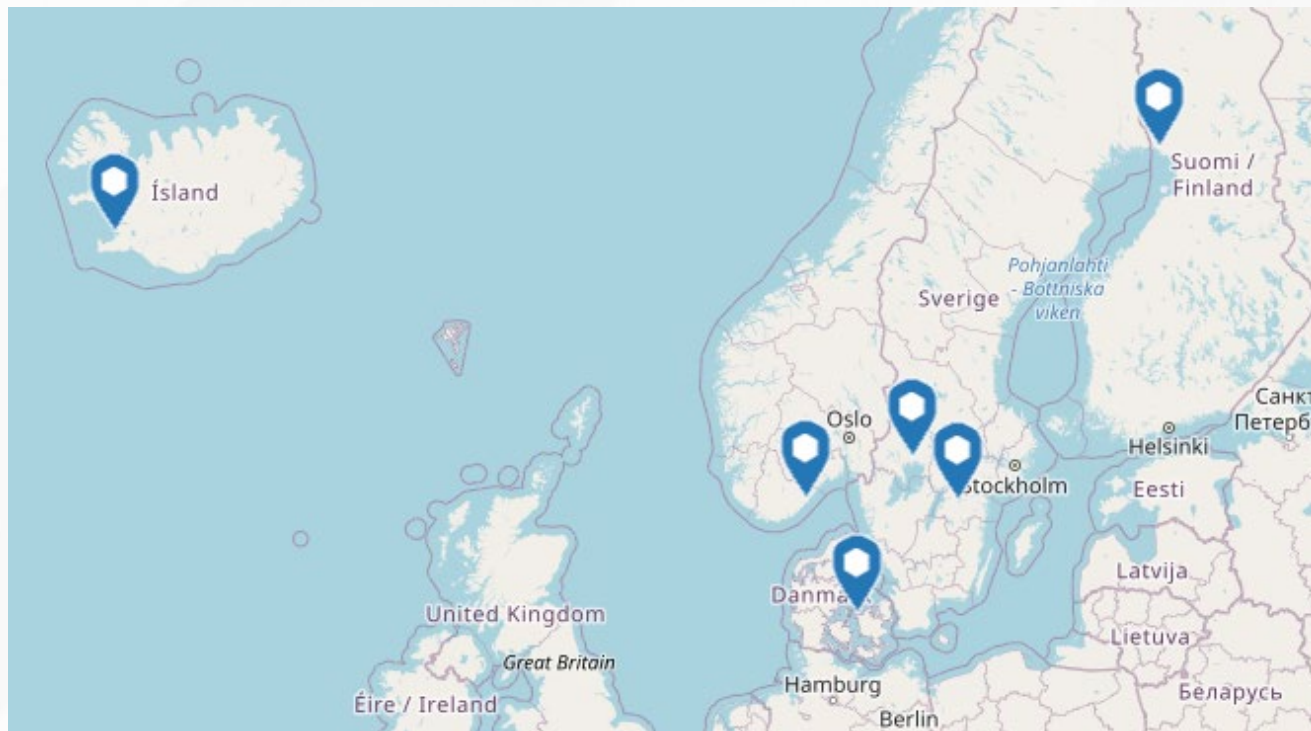 Ísland
Suomi /
Finland
Pohjanlahti
- Bottniska
viken
Sverige
Oslo
Санкт
Петерб
Helsinki
Stockholm
Eesti
Latvija
Danma
United Kingdom
Lietuva
Great Britain
Hamburg
Беларусь
Éire / Ireland
Berlin